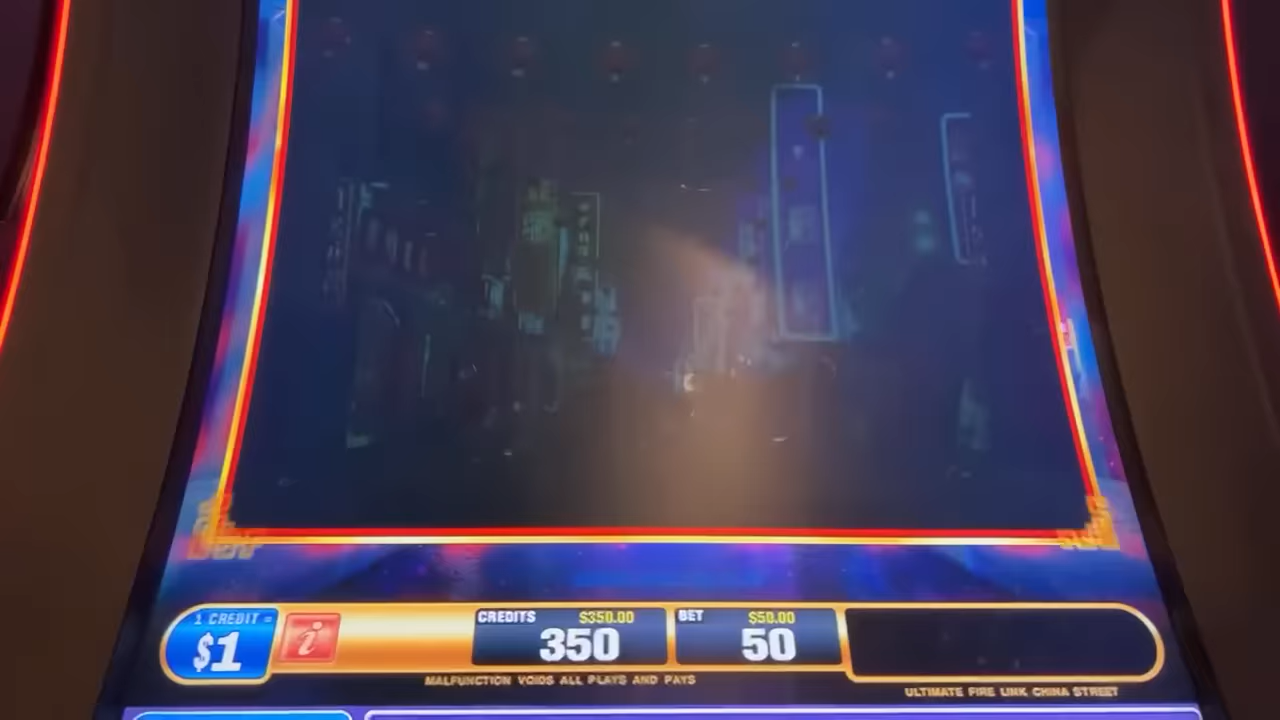 1 CREDIT =
$1
i
CREDITS $350.00
350
BET $50.00
50
MALFUNCTION VOIDS ALL PLAYS AND PAYS
ULTIMATE FIRE LINK CHINA STREET